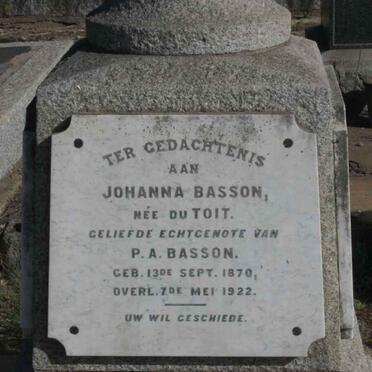 TER GEDACHTENIS
AAN
JOHANNA BASSON,
NÉE DU TOIT.
GELIEFDE ECHTGENOTE VAN
P.A. BASSON.
GEB. 13DE SEPT. 1870,
OVERL. 7DE MEI 1922.
UW WIL GESCHIEDE.